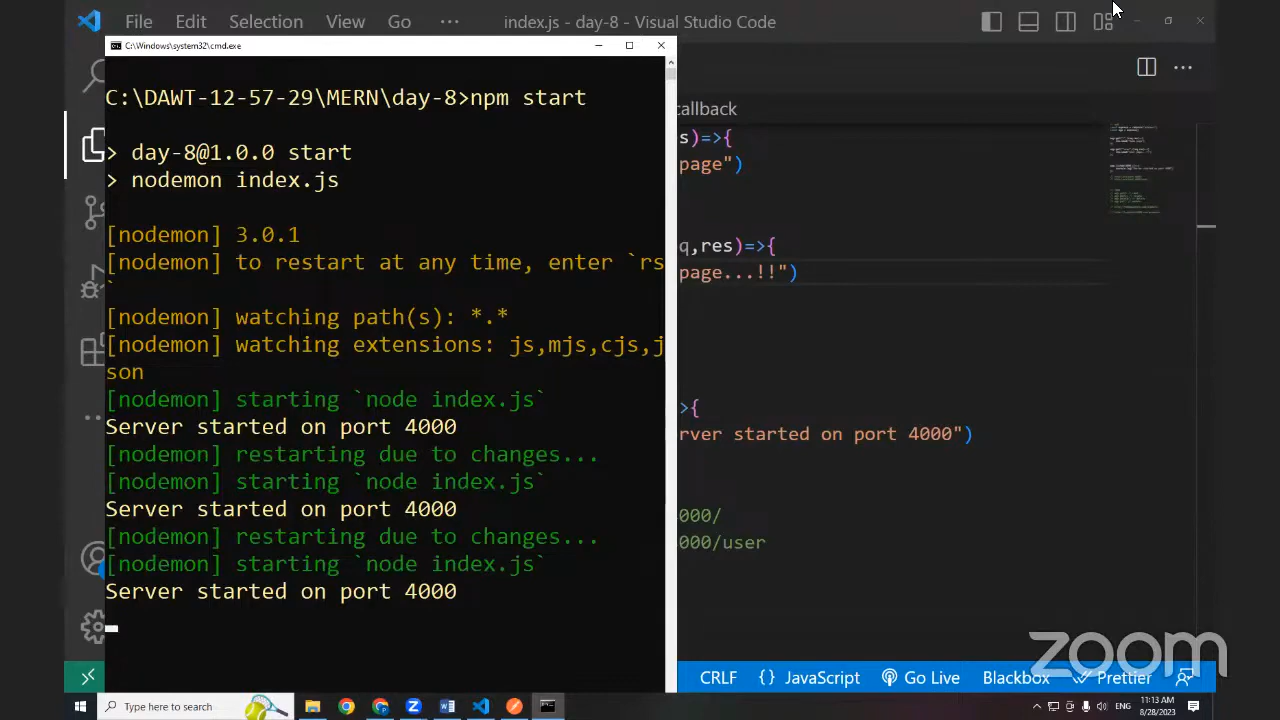 File Edit Selection View Go ··· index.js - day-8 - Visual Studio Code
C:\Windows\system32\cmd.exe
C:\DAWT-12-57-29\MERN\day-8>npm start
> day-8@1.0.0 start
> nodemon index.js
[nodemon] 3.0.1
[nodemon] to restart at any time, enter `rs
`
[nodemon] watching path(s): *.*
[nodemon] watching extensions: js,mjs,cjs,j
son
[nodemon] starting `node index.js`
Server started on port 4000
[nodemon] restarting due to changes...
[nodemon] starting `node index.js`
Server started on port 4000
[nodemon] restarting due to changes...
[nodemon] starting `node index.js`
Server started on port 4000
callback
s)=>{
page")
q,res)=>{
page...!!")
>{
rver started on port 4000")
000/
000/user
zoom
CRLF {} JavaScript Go Live Blackbox Prettier
Type here to search
11:13 AM
8/28/2023